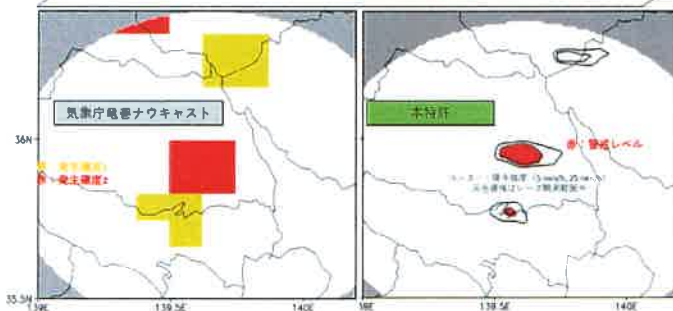 気象庁竜巻ナウキャスト
本特許
36N
黄：発生確度1
赤：発生確度2
赤：警戒レベル
35.5N
139E
139.5E
140E
139.5E
140E